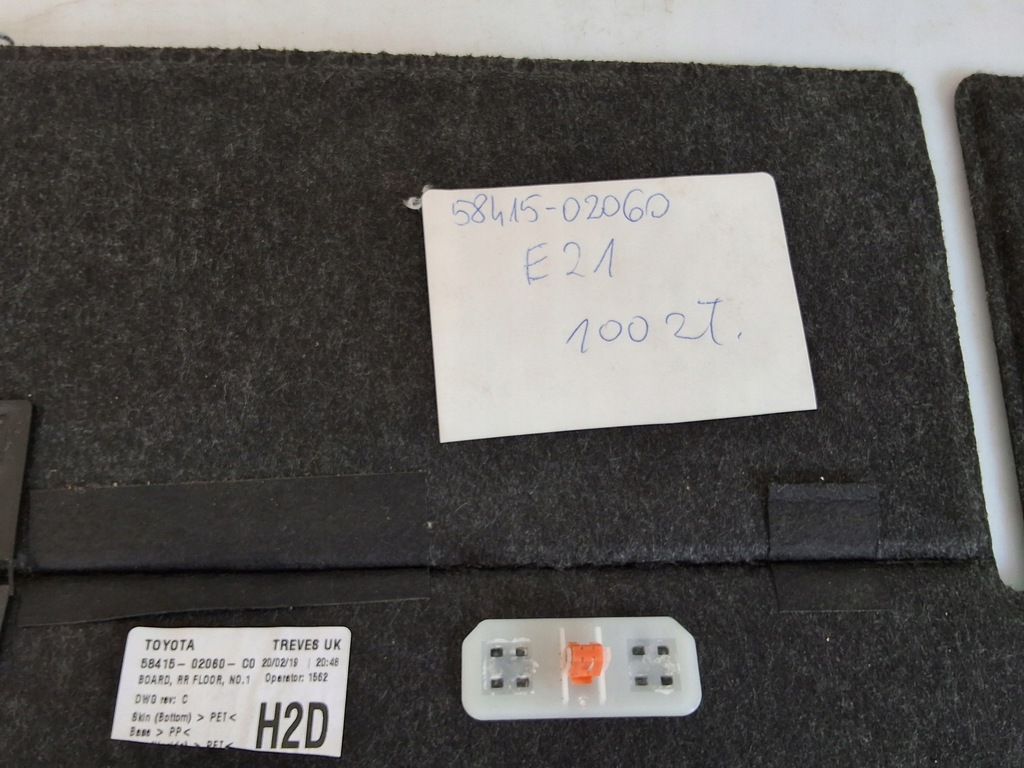 58415-02060
E21
100 zł.
TOYOTA TREVES UK
58415-02060-C0 20/02/19 | 20:48
BOARD, RR FLOOR, NO.1 Operator: 1562
DWG rev: C
Skin (Bottom) > PET<
Base > PP<
> PET<
H2D